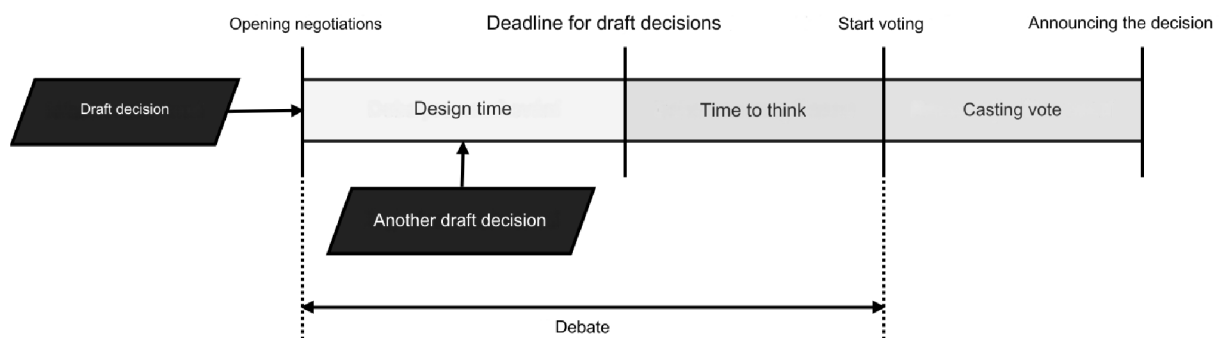 Opening negotiations
Deadline for draft decisions
Start voting
Announcing the decision
Draft decision
Design time
Time to think
Casting vote
Another draft decision
Debate